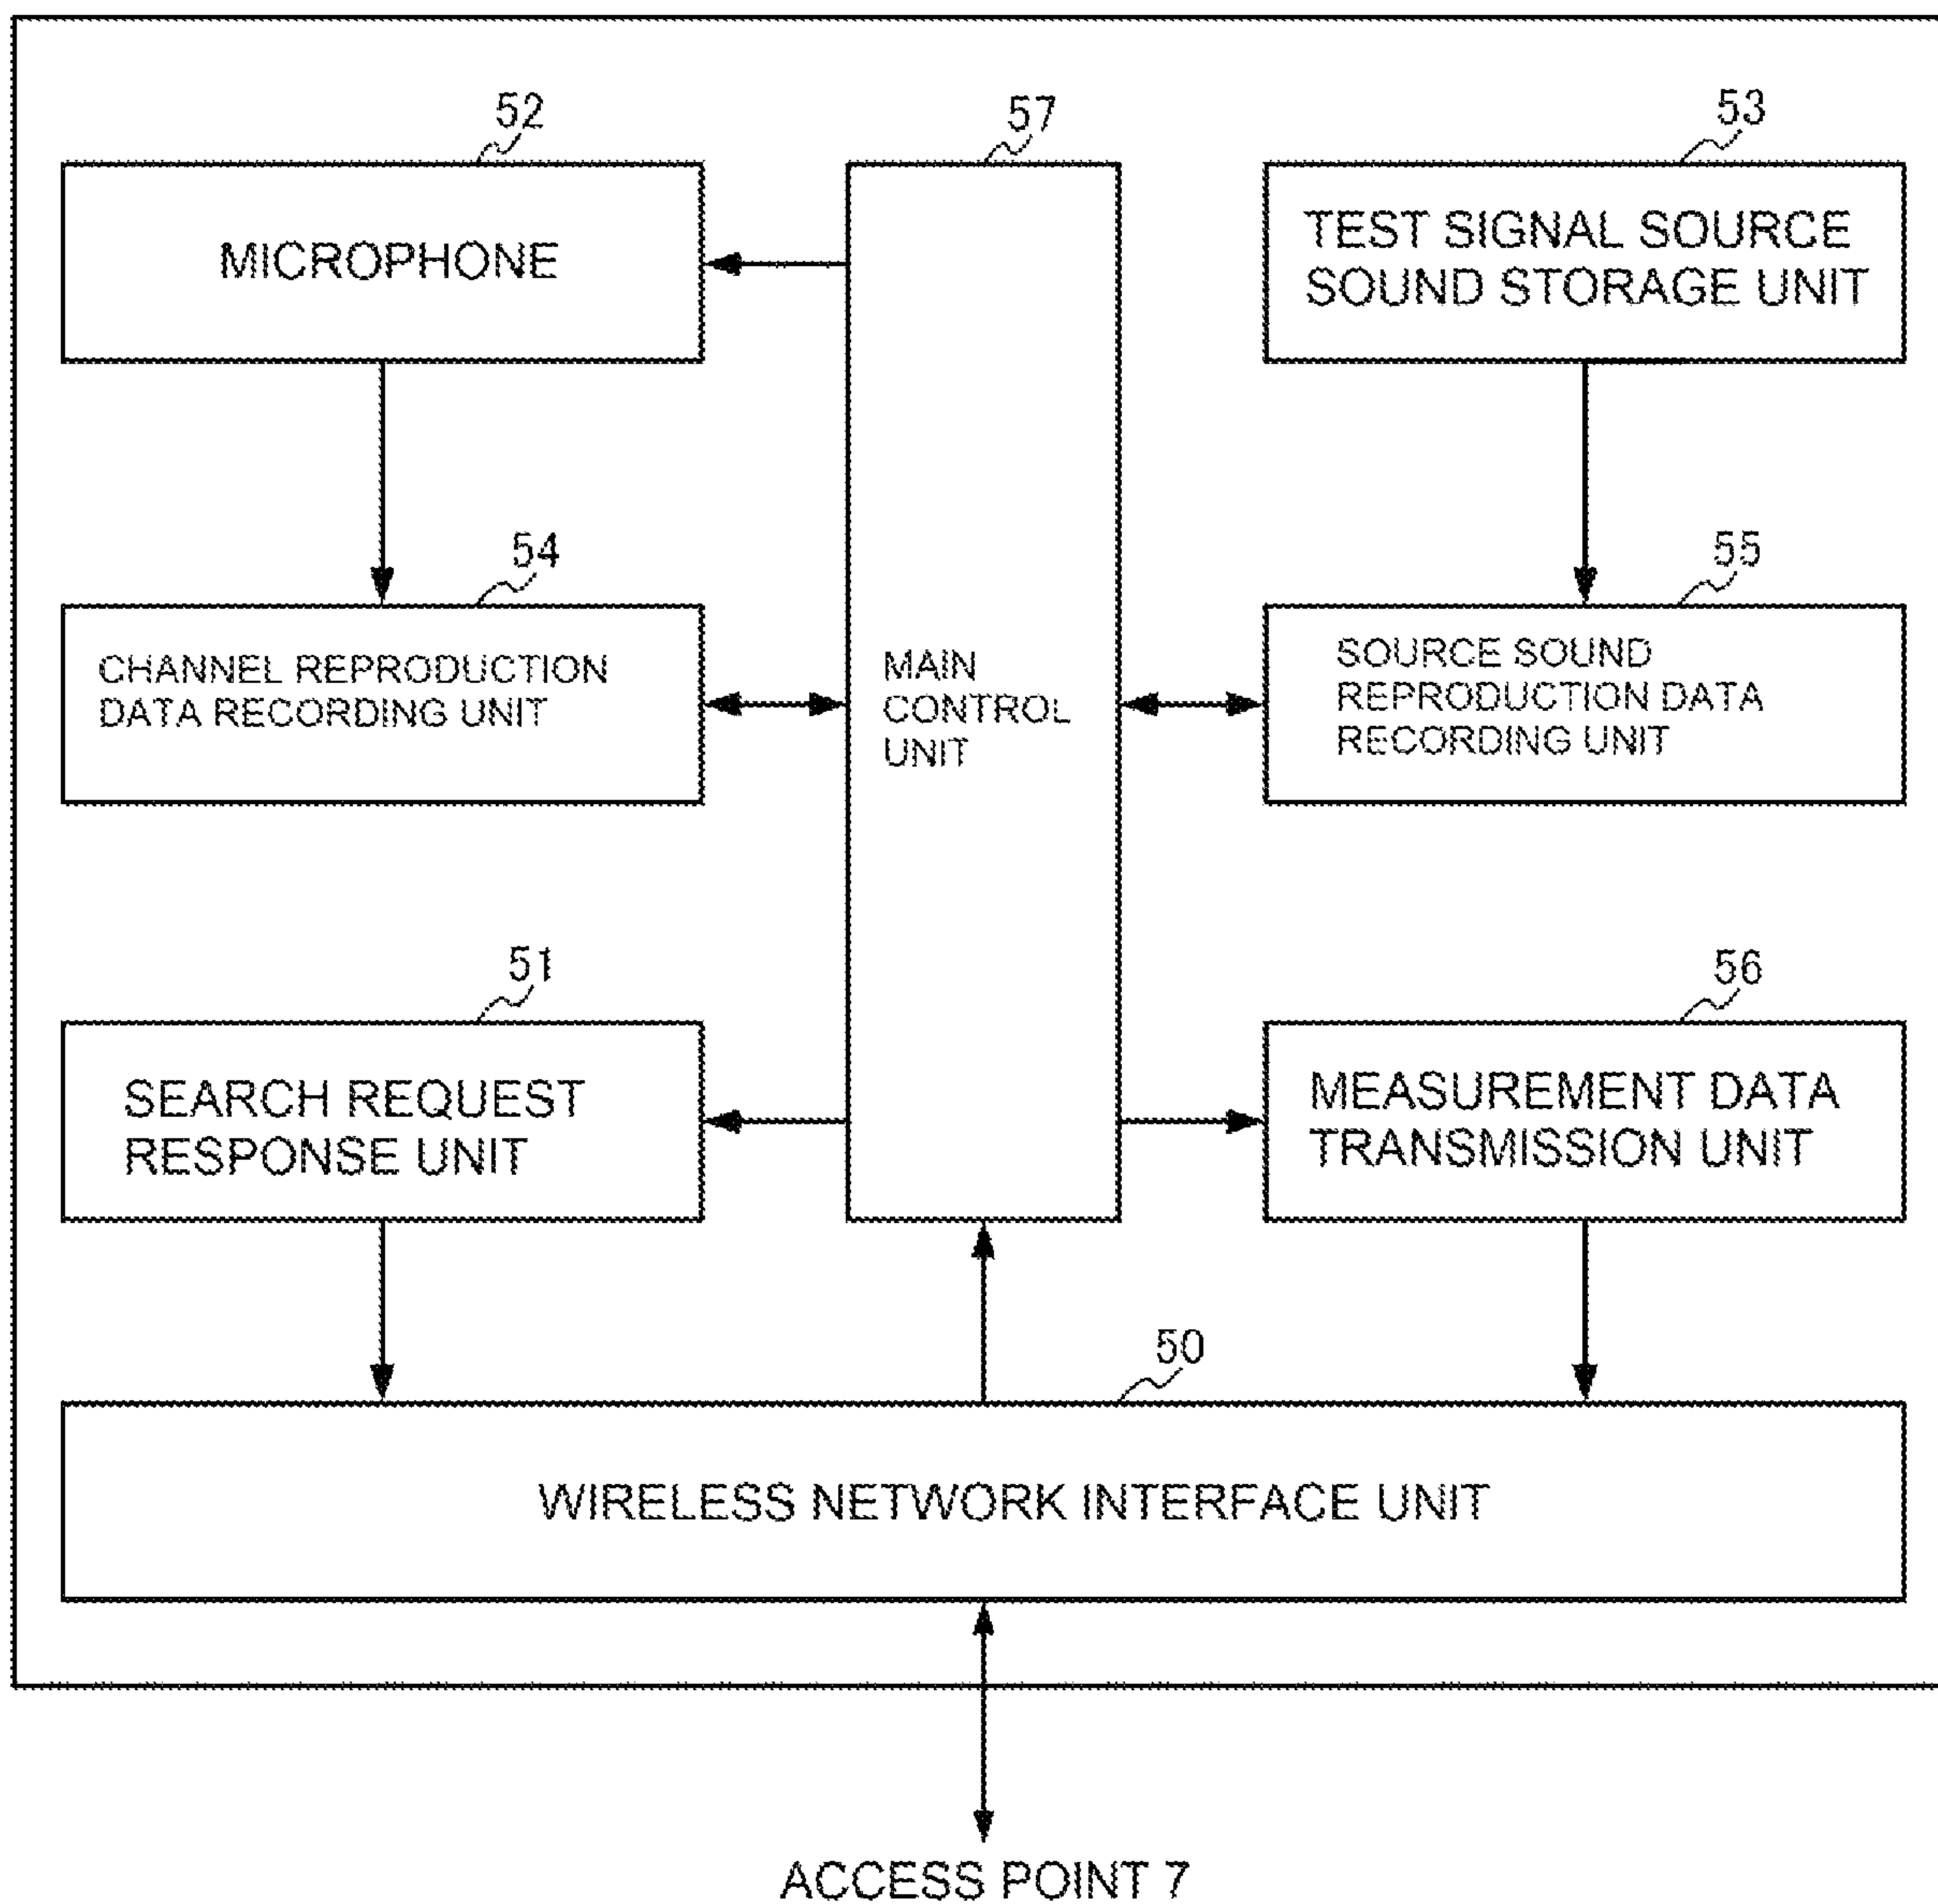 52
57
53
MICROPHONE
TEST SIGNAL SOURCE
SOUND STORAGE UNIT
54
55
CHANNEL REPRODUCTION
DATA RECORDING UNIT
MAIN
CONTROL
UNIT
SOURCE SOUND
REPRODUCTION DATA
RECORDING UNIT
51
56
SEARCH REQUEST
RESPONSE UNIT
MEASUREMENT DATA
TRANSMISSION UNIT
50
WIRELESS NETWORK INTERFACE UNIT
ACCESS POINT 7